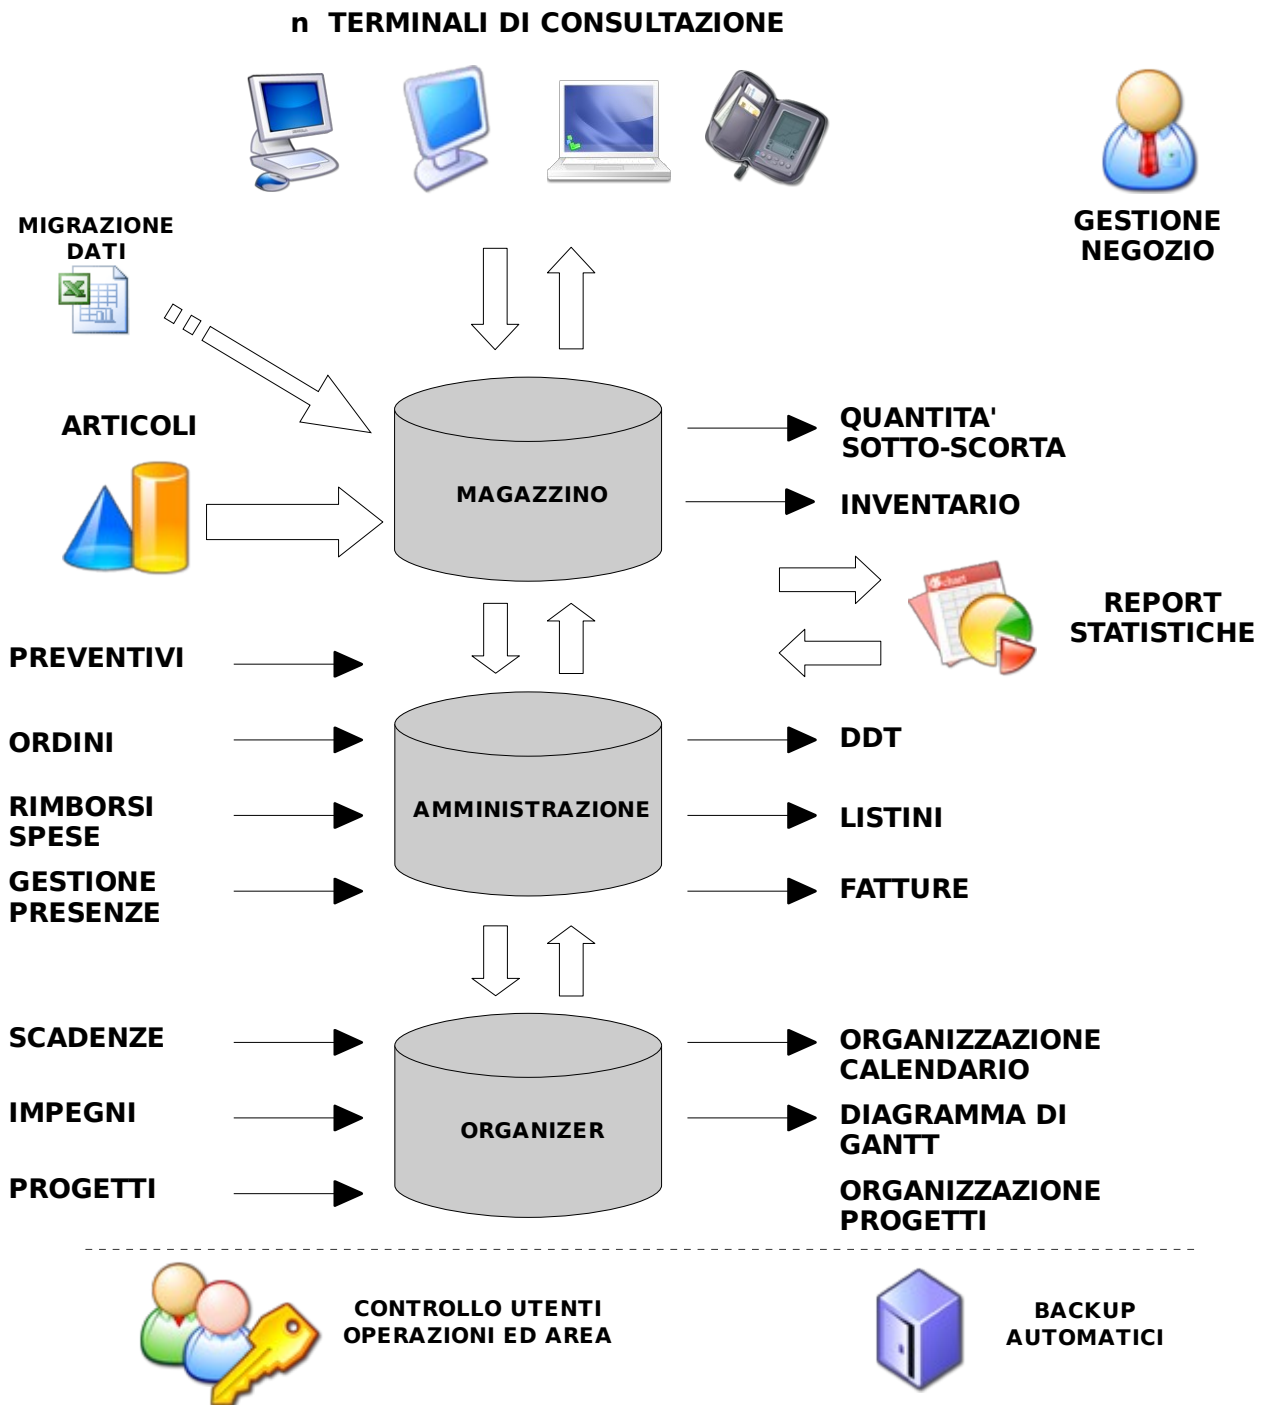 n  TERMINALI DI CONSULTAZIONE
MIGRAZIONE
DATI
GESTIONE
NEGOZIO
ARTICOLI
MAGAZZINO
QUANTITA'
SOTTO-SCORTA
INVENTARIO
chart
REPORT
STATISTICHE
PREVENTIVI
ORDINI
RIMBORSI
SPESE
GESTIONE
PRESENZE
AMMINISTRAZIONE
DDT
LISTINI
FATTURE
SCADENZE
IMPEGNI
PROGETTI
ORGANIZER
ORGANIZZAZIONE
CALENDARIO
DIAGRAMMA DI
GANTT
ORGANIZZAZIONE
PROGETTI
CONTROLLO UTENTI
OPERAZIONI ED AREA
BACKUP
AUTOMATICI